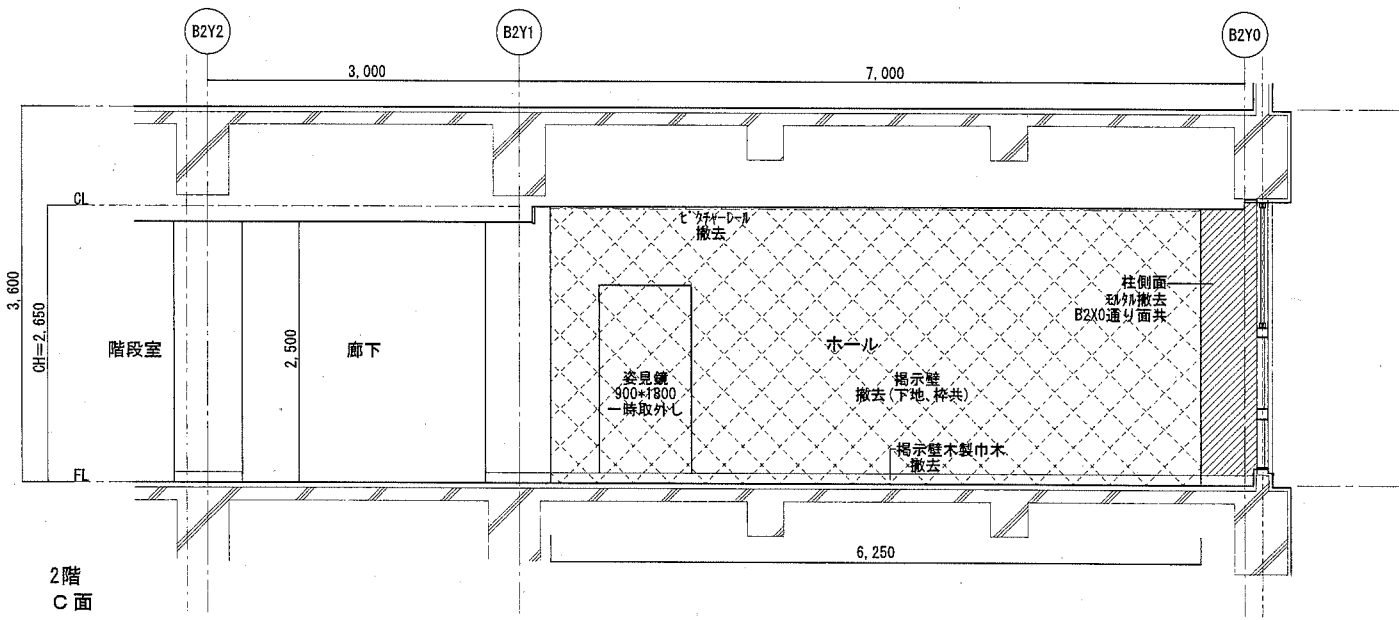 B2Y2
B2Y1
B2Y0
3,000
7,000
CL
ピクチャーレール
撤去
3,600
CH=2,650
柱側面
モルタル撤去
B2X0通り面共
階段室
2,500
廊下
ホール
姿見鏡
900*1800
一時取外し
掲示壁
撤去(下地、枠共)
掲示壁木製巾木
撤去
FL
6,250
2階
C面